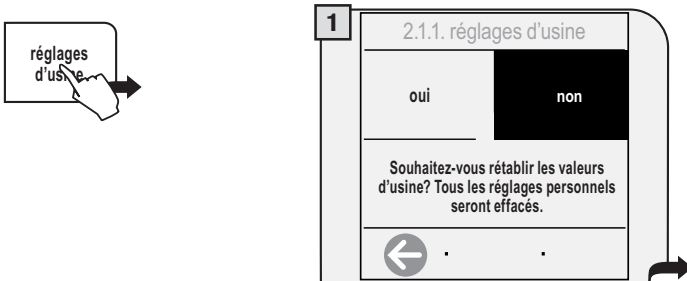 réglages
d'usine
1
2.1.1. réglages d'usine
oui
non
Souhaitez-vous rétablir les valeurs
d'usine? Tous les réglages personnels
seront effacés.